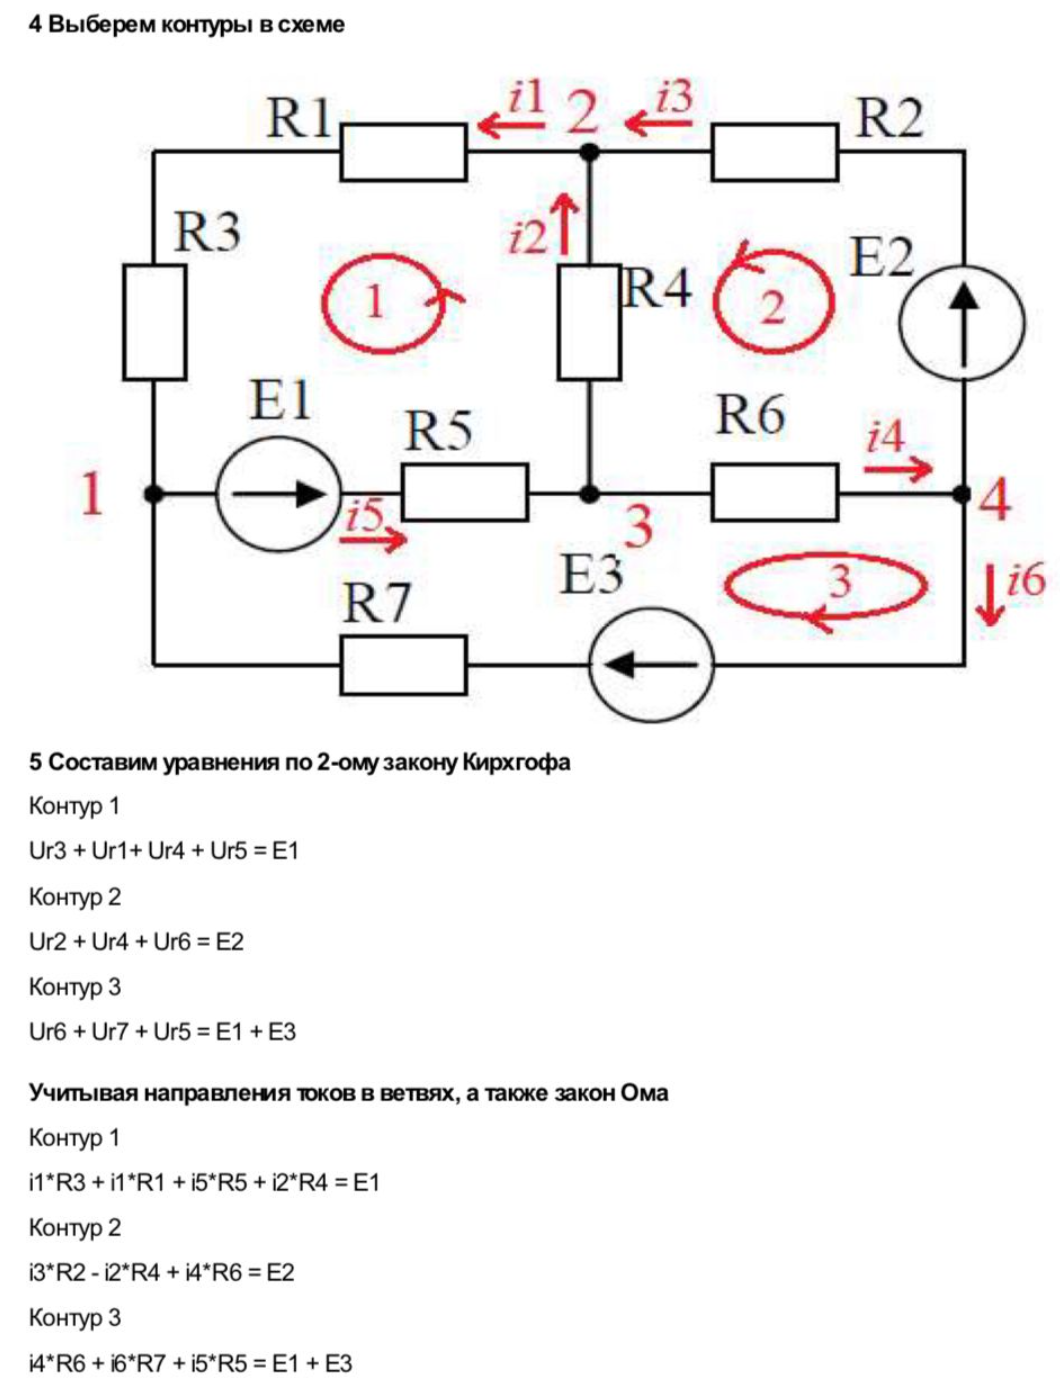 4 Выберем контуры в схеме
R1 i1 2 i3 R2
R3 i2 R4 E2
1 2
E1 R5 R6 i4
1 i5 3 4
R7 E3 3 i6
5 Составим уравнения по 2-ому закону Кирхгофа
Контур 1
Ur3 + Ur1+ Ur4 + Ur5 = E1
Контур 2
Ur2 + Ur4 + Ur6 = E2
Контур 3
Ur6 + Ur7 + Ur5 = E1 + E3
Учитывая направления токов в ветвях, а также закон Ома
Контур 1
i1*R3 + i1*R1 + i5*R5 + i2*R4 = E1
Контур 2
i3*R2 - i2*R4 + i4*R6 = E2
Контур 3
i4*R6 + i6*R7 + i5*R5 = E1 + E3